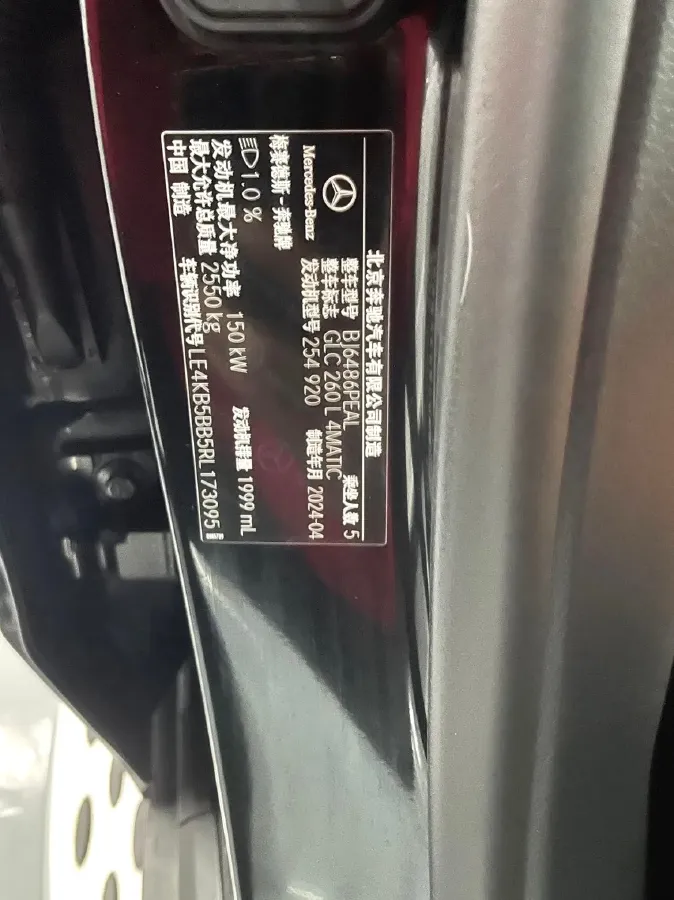 北京奔驰汽车有限公司制造
Mercedes-Benz
梅赛德斯-奔驰牌
整车型号 BJ6486PEAL
乘坐人数 5
整车标志 GLC 260 L 4MATIC
发动机型号 254 920
制造年月 2024-04
1.0 %
发动机最大净功率 150 kW
发动机排量 1999 mL
最大允许总质量 2550 kg
中国 制造
车辆识别代号 LE4KB5BB5RL173095